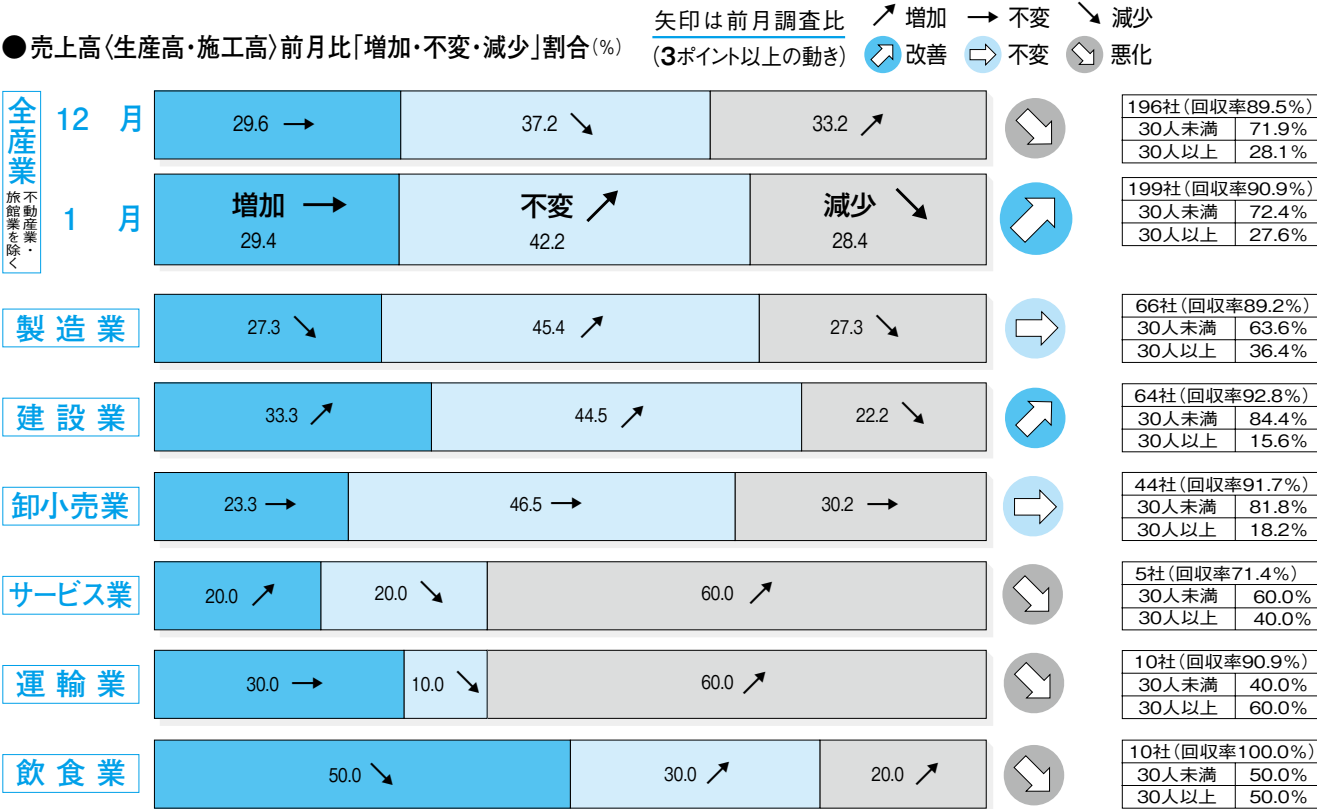 ●売上高〈生産高・施工高〉前月比「増加・不変・減少」割合(%)
矢印は前月調査比 ↗ 増加 → 不変 ↘ 減少
(3ポイント以上の動き) 改善 不変 悪化
全産業
不動産業・
旅館業を除く
12 月
29.6 → 37.2 ↘ 33.2 ↗
196社(回収率89.5%)
30人未満 71.9%
30人以上 28.1%
1 月
増加 → 不変 ↗ 減少 ↘
29.4 42.2 28.4
199社(回収率90.9%)
30人未満 72.4%
30人以上 27.6%
製造業
27.3 ↘ 45.4 ↗ 27.3 ↘
66社(回収率89.2%)
30人未満 63.6%
30人以上 36.4%
建設業
33.3 ↗ 44.5 ↗ 22.2 ↘
64社(回収率92.8%)
30人未満 84.4%
30人以上 15.6%
卸小売業
23.3 → 46.5 → 30.2 →
44社(回収率91.7%)
30人未満 81.8%
30人以上 18.2%
サービス業
20.0 ↗ 20.0 ↘ 60.0 ↗
5社(回収率71.4%)
30人未満 60.0%
30人以上 40.0%
運輸業
30.0 → 10.0 ↘ 60.0 ↗
10社(回収率90.9%)
30人未満 40.0%
30人以上 60.0%
飲食業
50.0 ↘ 30.0 ↗ 20.0 ↗
10社(回収率100.0%)
30人未満 50.0%
30人以上 50.0%